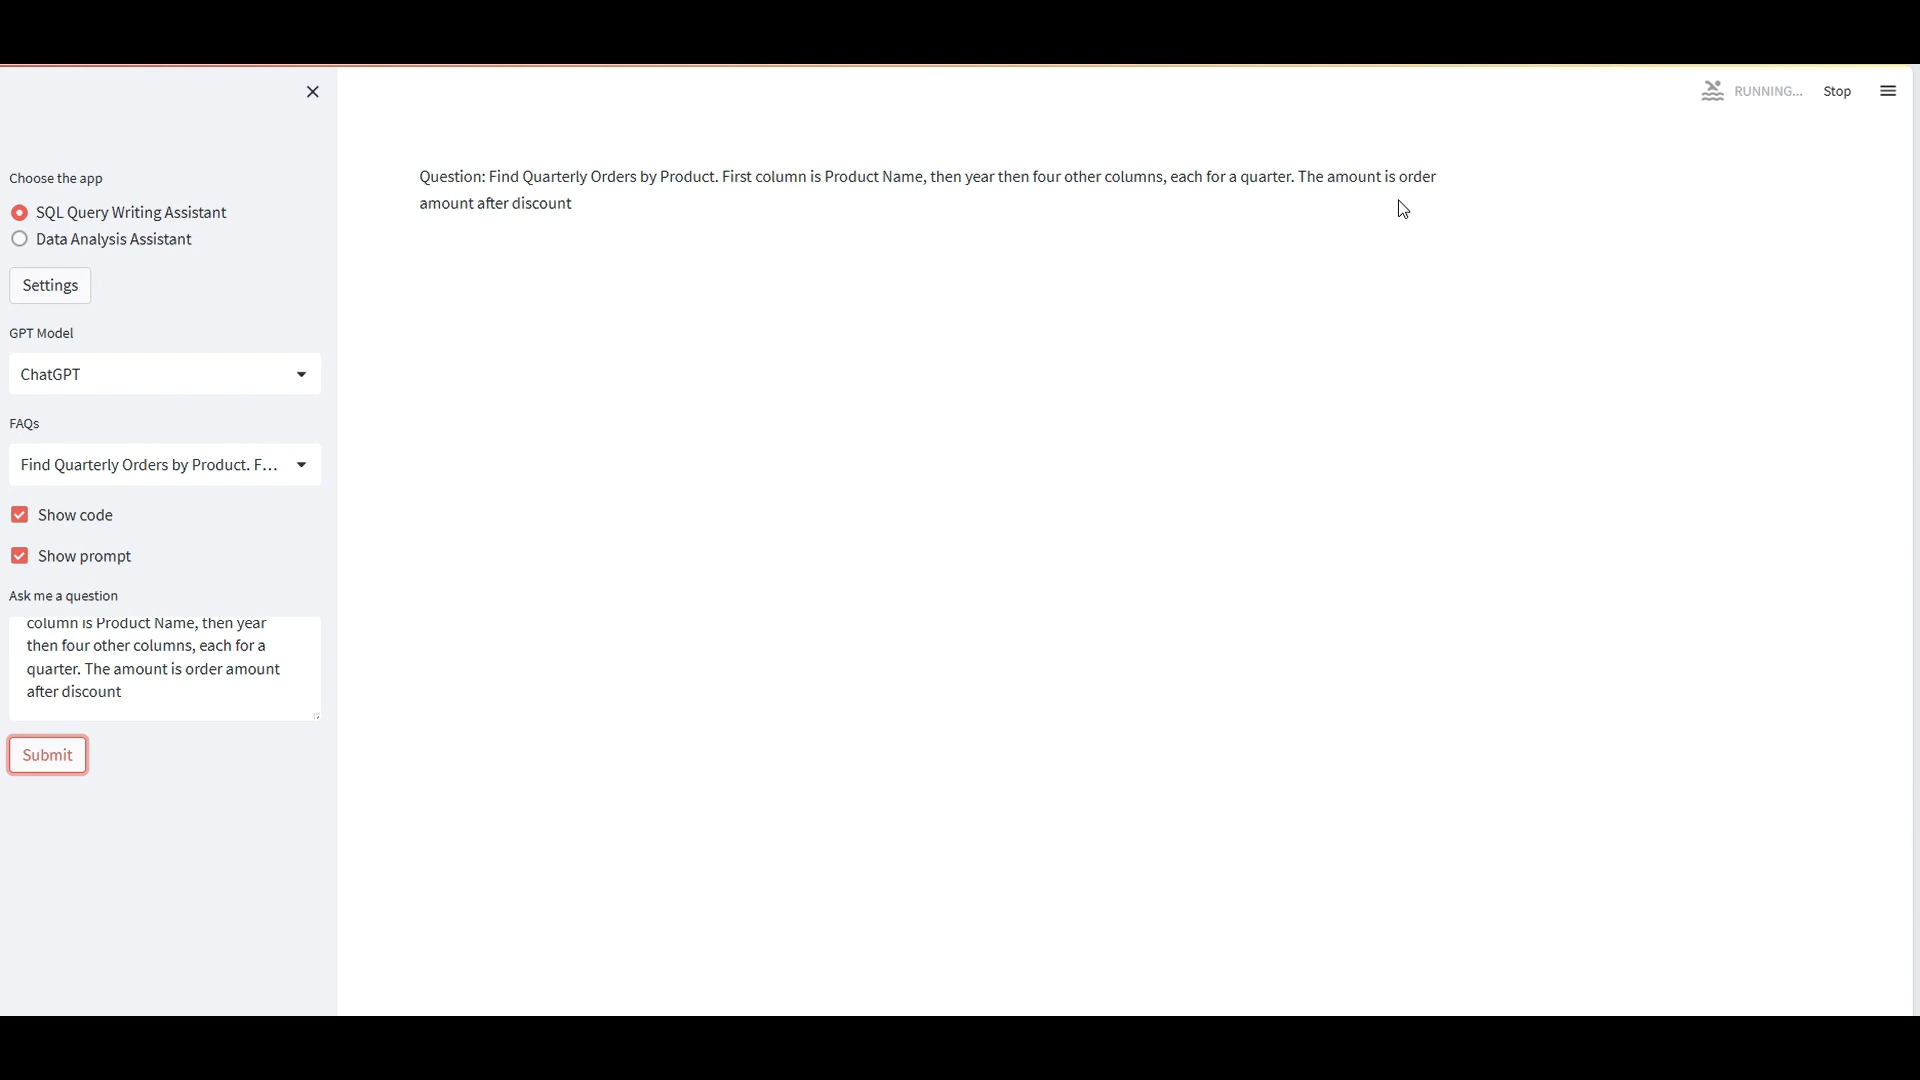 RUNNING...
Stop
Choose the app
SQL Query Writing Assistant
Data Analysis Assistant
Settings
GPT Model
ChatGPT
FAQs
Find Quarterly Orders by Product. F...
Show code
Show prompt
Ask me a question
column is Product Name, then year
then four other columns, each for a
quarter. The amount is order amount
after discount
Submit
Question: Find Quarterly Orders by Product. First column is Product Name, then year then four other columns, each for a quarter. The amount is order
amount after discount